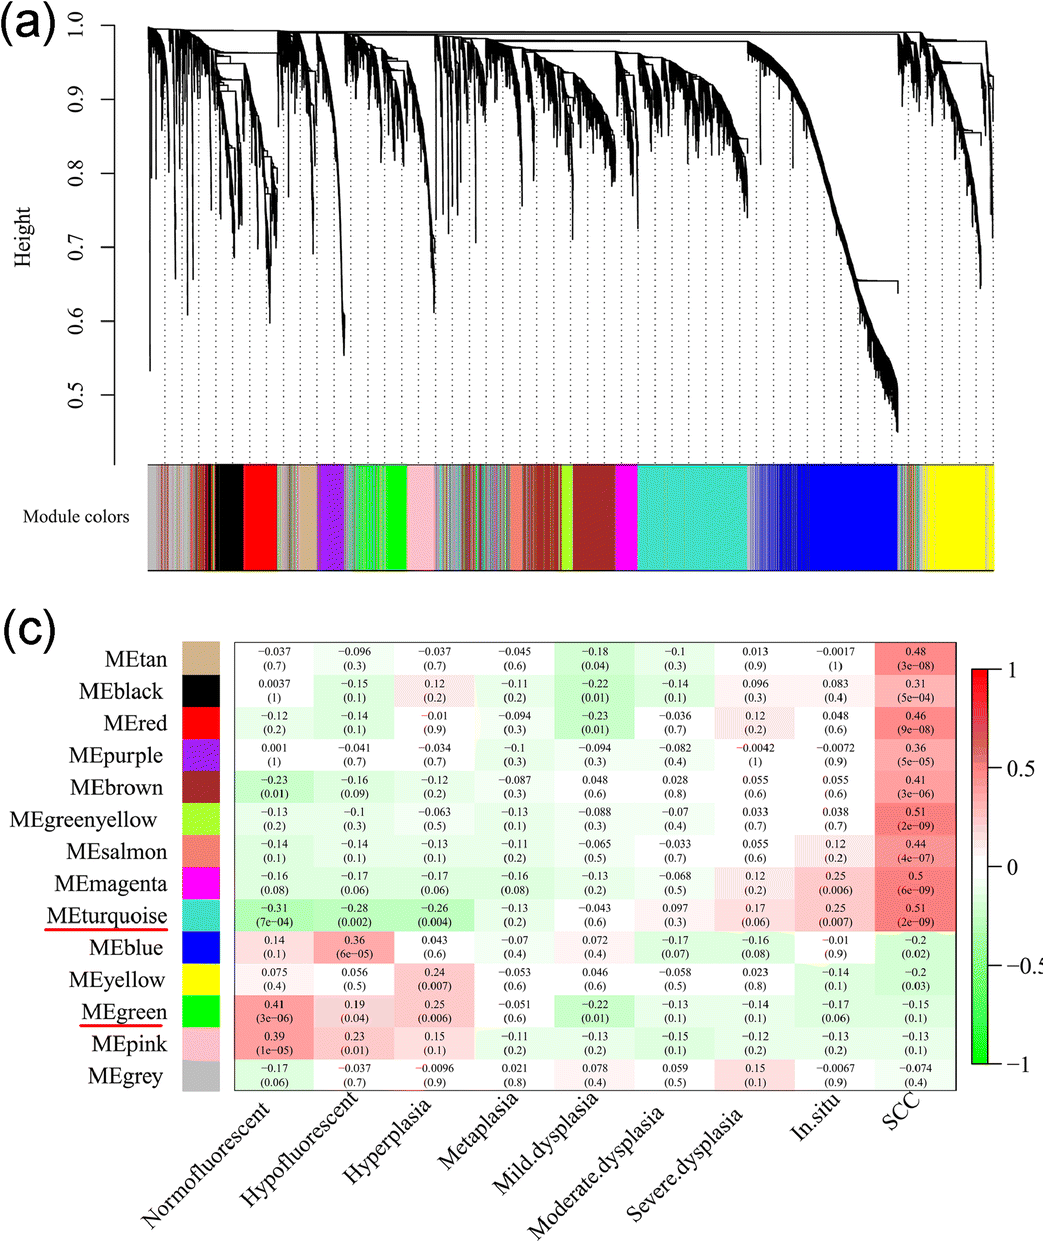 (a)
1.0
0.9
0.8
0.7
0.6
0.5
Height
Module colors
(c)
MEtan −0.037 −0.096 −0.037 −0.045 −0.18 −0.1 0.013 −0.0017 0.48
(0.7) (0.3) (0.7) (0.6) (0.04) (0.3) (0.9) (1) (3e−08)
MEblack 0.0037 −0.15 0.12 −0.11 −0.22 −0.14 0.096 0.083 0.31
(1) (0.1) (0.2) (0.2) (0.01) (0.1) (0.3) (0.4) (5e−04)
MEred −0.12 −0.14 −0.01 −0.094 −0.23 −0.036 0.12 0.048 0.46
(0.2) (0.1) (0.9) (0.3) (0.01) (0.7) (0.2) (0.6) (9e−08)
MEpurple 0.001 −0.041 −0.034 −0.1 −0.094 −0.082 −0.0042 −0.0072 0.36
(1) (0.7) (0.7) (0.3) (0.3) (0.4) (1) (0.9) (5e−05)
MEbrown −0.23 −0.16 −0.12 −0.087 0.048 0.028 0.055 0.055 0.41
(0.01) (0.09) (0.2) (0.3) (0.6) (0.8) (0.6) (0.6) (3e−06)
MEgreenyellow −0.13 −0.1 −0.063 −0.13 −0.088 −0.07 0.033 0.038 0.51
(0.2) (0.3) (0.5) (0.1) (0.3) (0.4) (0.7) (0.7) (2e−09)
MEsalmon −0.14 −0.14 −0.13 −0.11 −0.065 −0.033 0.055 0.12 0.44
(0.1) (0.1) (0.1) (0.2) (0.5) (0.7) (0.6) (0.2) (4e−07)
MEmagenta −0.16 −0.17 −0.17 −0.16 −0.13 −0.068 0.12 0.25 0.5
(0.08) (0.06) (0.06) (0.08) (0.2) (0.5) (0.2) (0.006) (6e−09)
MEturquoise −0.31 −0.28 −0.26 −0.13 −0.043 0.097 0.17 0.25 0.51
(7e−04) (0.002) (0.004) (0.2) (0.6) (0.3) (0.06) (0.007) (2e−09)
MEblue 0.14 0.36 0.043 −0.07 0.072 −0.17 −0.16 −0.01 −0.2
(0.1) (6e−05) (0.6) (0.4) (0.4) (0.07) (0.08) (0.9) (0.02)
MEyellow 0.075 0.056 0.24 −0.053 0.046 −0.058 0.023 −0.14 −0.2
(0.4) (0.5) (0.007) (0.6) (0.6) (0.5) (0.8) (0.1) (0.03)
MEgreen 0.41 0.19 0.25 −0.051 −0.22 −0.13 −0.14 −0.17 −0.15
(3e−06) (0.04) (0.006) (0.6) (0.01) (0.1) (0.1) (0.06) (0.1)
MEpink 0.39 0.23 0.15 −0.11 −0.13 −0.15 −0.12 −0.13 −0.13
(1e−05) (0.01) (0.1) (0.2) (0.2) (0.1) (0.2) (0.2) (0.1)
MEgrey −0.17 −0.037 −0.0096 0.021 0.078 0.059 0.15 −0.0067 −0.074
(0.06) (0.7) (0.9) (0.8) (0.4) (0.5) (0.1) (0.9) (0.4)
Normofluorescent
Hypofluorescent
Hyperplasia
Metaplasia
Mild.dysplasia
Moderate.dysplasia
Severe.dysplasia
In.situ
SCC
1
0.5
0
−0.5
−1